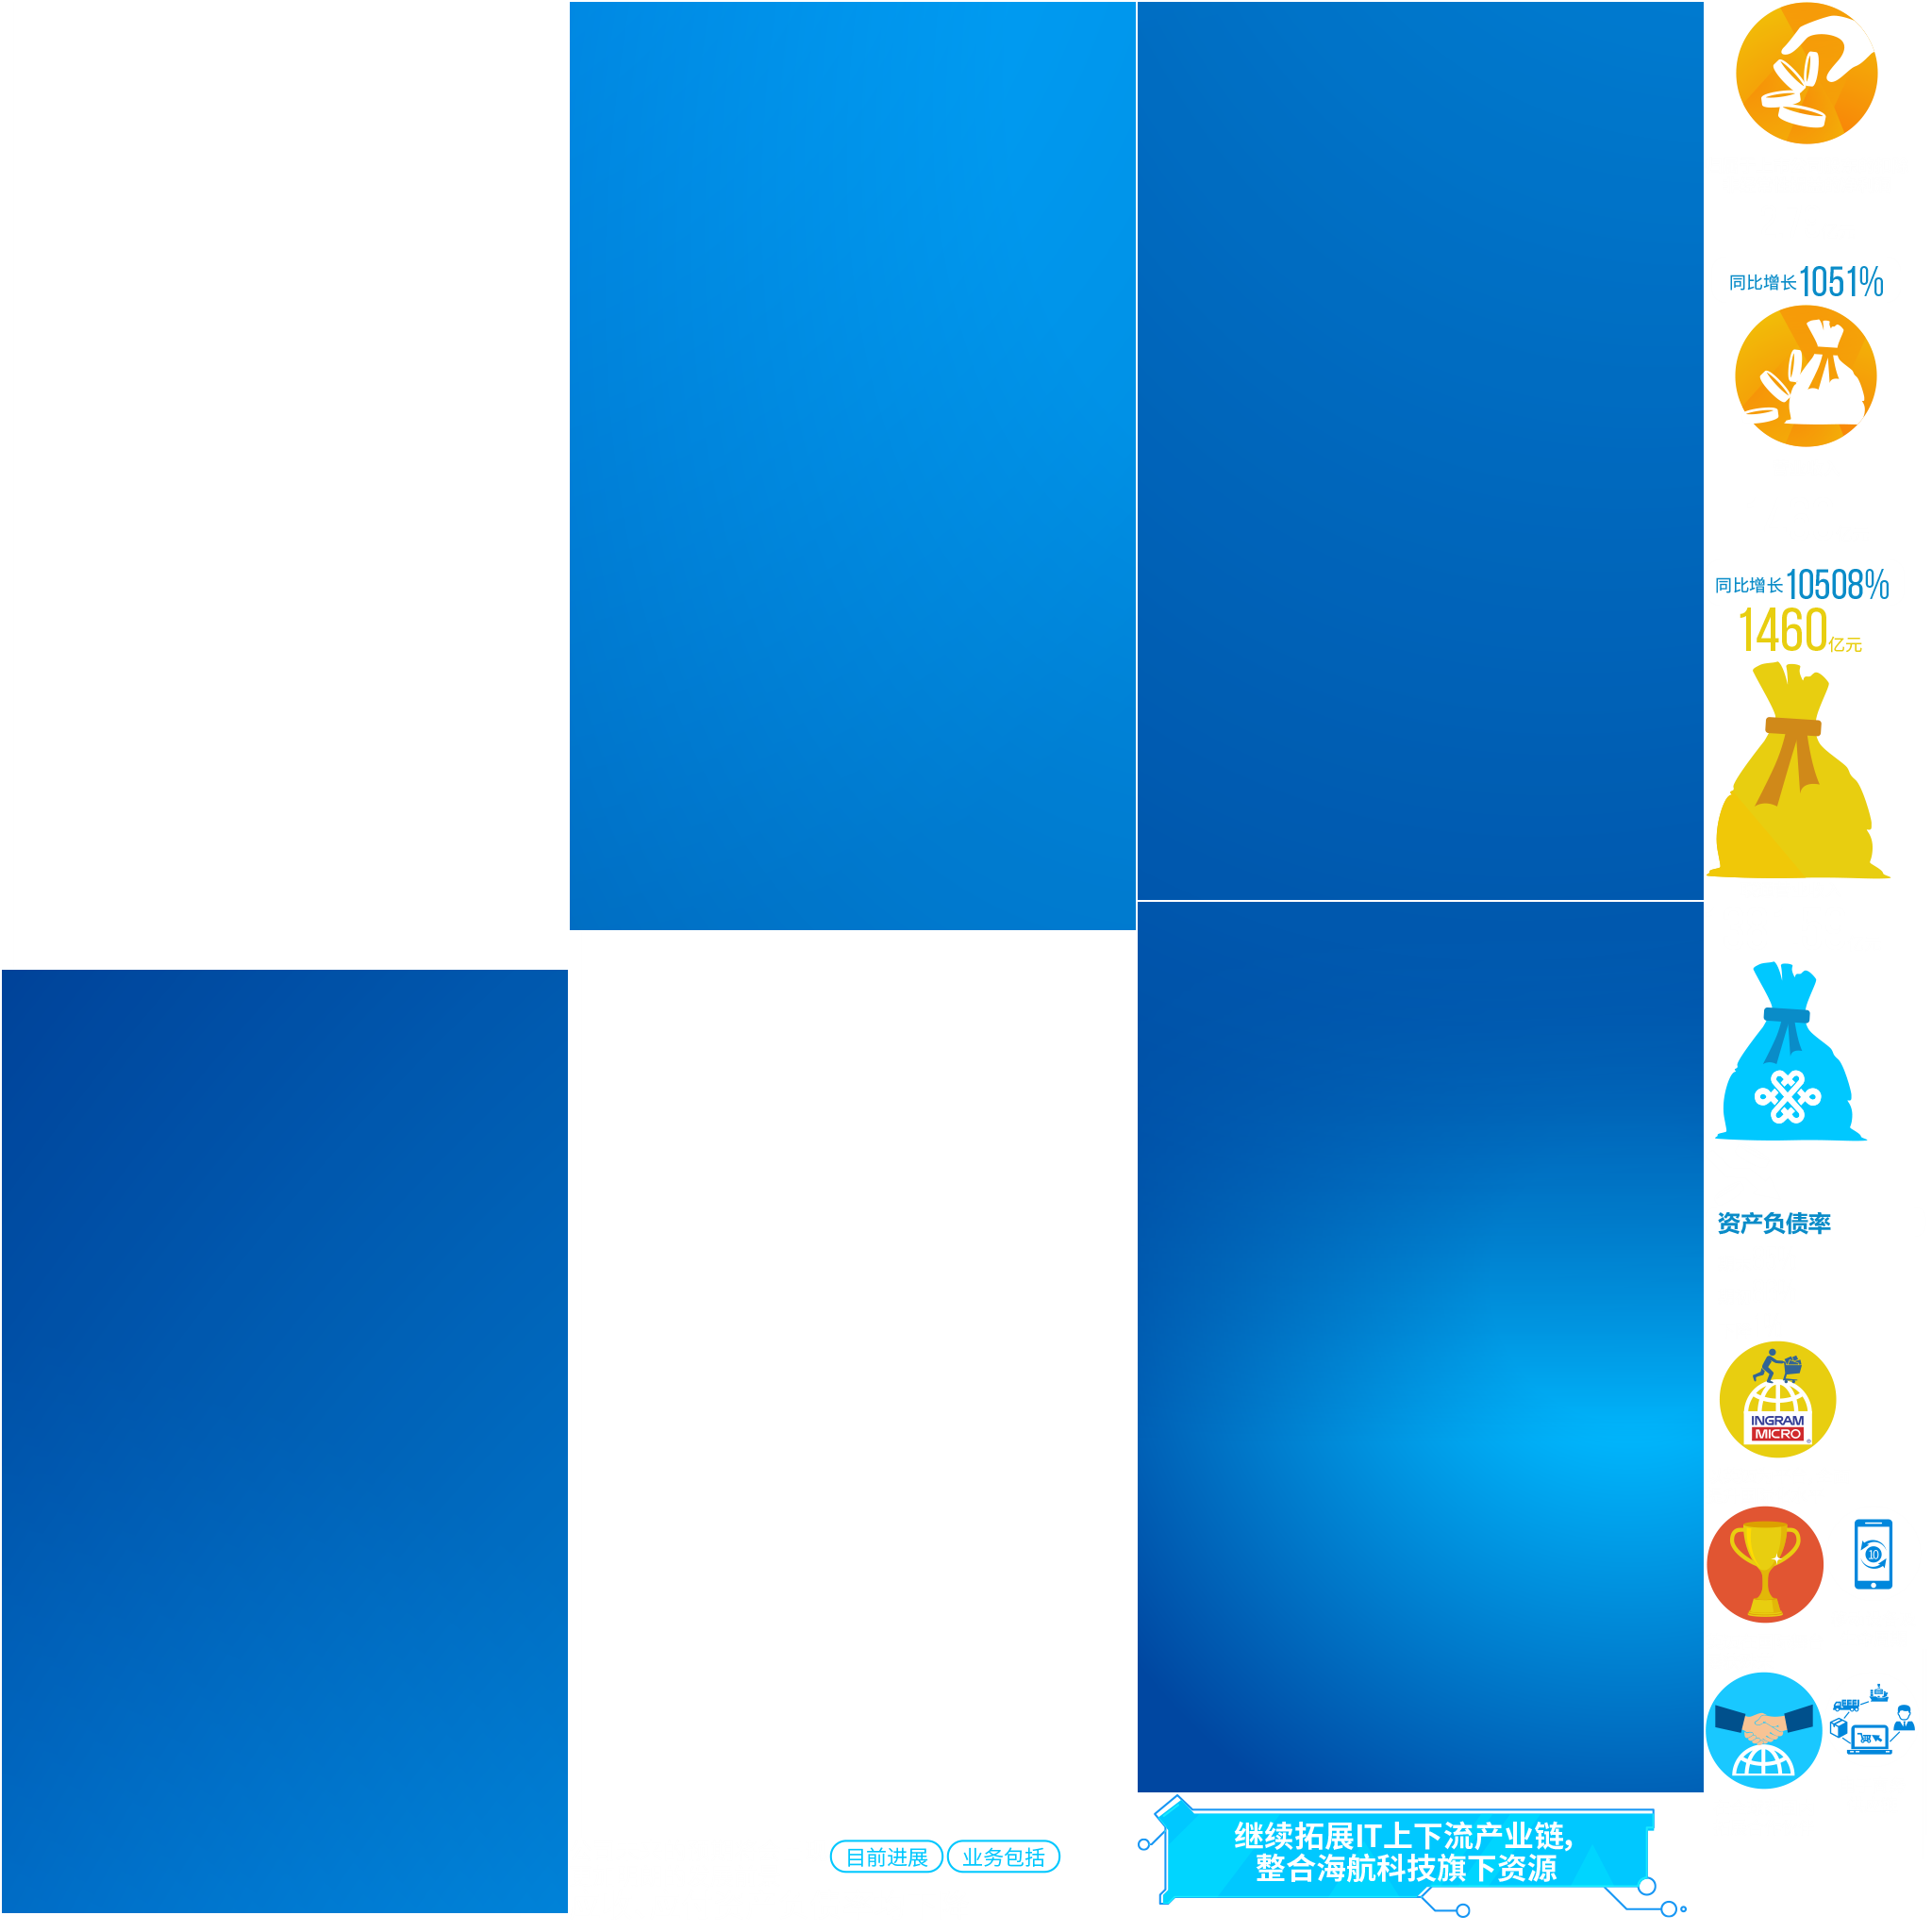 同比增长1051%
同比增长10508%
1460亿元
资产负债率
INGRAM
MICRO
10
目前进展
业务包括
继续拓展IT上下流产业链,
整合海航科技旗下资源